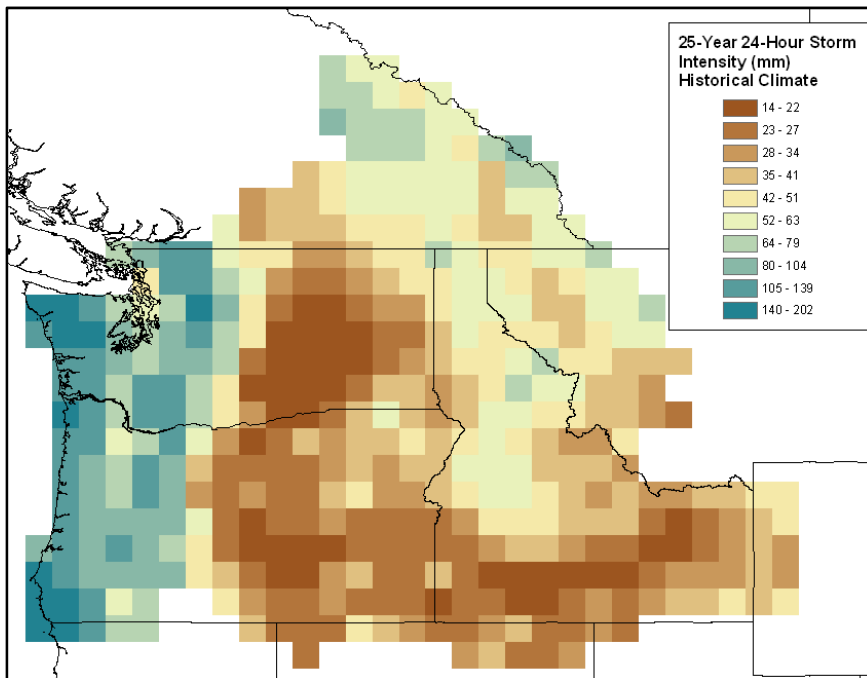 25-Year 24-Hour Storm
Intensity (mm)
Historical Climate
14 - 22
23 - 27
28 - 34
35 - 41
42 - 51
52 - 63
64 - 79
80 - 104
105 - 139
140 - 202